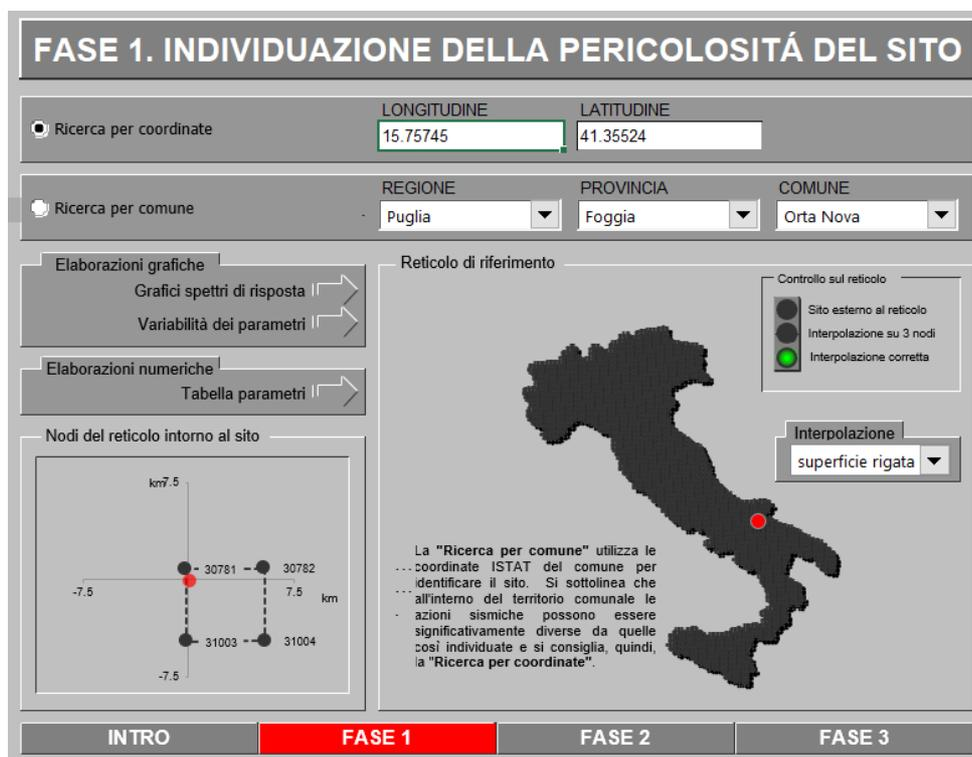 FASE 1. INDIVIDUAZIONE DELLA PERICOLOSITÁ DEL SITO
LONGITUDINE LATITUDINE
Ricerca per coordinate 15.75745 41.35524
REGIONE PROVINCIA COMUNE
Ricerca per comune Puglia Foggia Orta Nova
Elaborazioni grafiche
Grafici spettri di risposta
Variabilità dei parametri
Elaborazioni numeriche
Tabella parametri
Nodi del reticolo intorno al sito
km 7.5
30781 30782
-7.5 7.5 km
31003 31004
-7.5
Reticolo di riferimento
Controllo sul reticolo
Sito esterno al reticolo
Interpolazione su 3 nodi
Interpolazione corretta
Interpolazione
superficie rigata
La "Ricerca per comune" utilizza le
coordinate ISTAT del comune per
identificare il sito. Si sottolinea che
all'interno del territorio comunale le
azioni sismiche possono essere
significativamente diverse da quelle
così individuate e si consiglia, quindi,
la "Ricerca per coordinate".
INTRO FASE 1 FASE 2 FASE 3